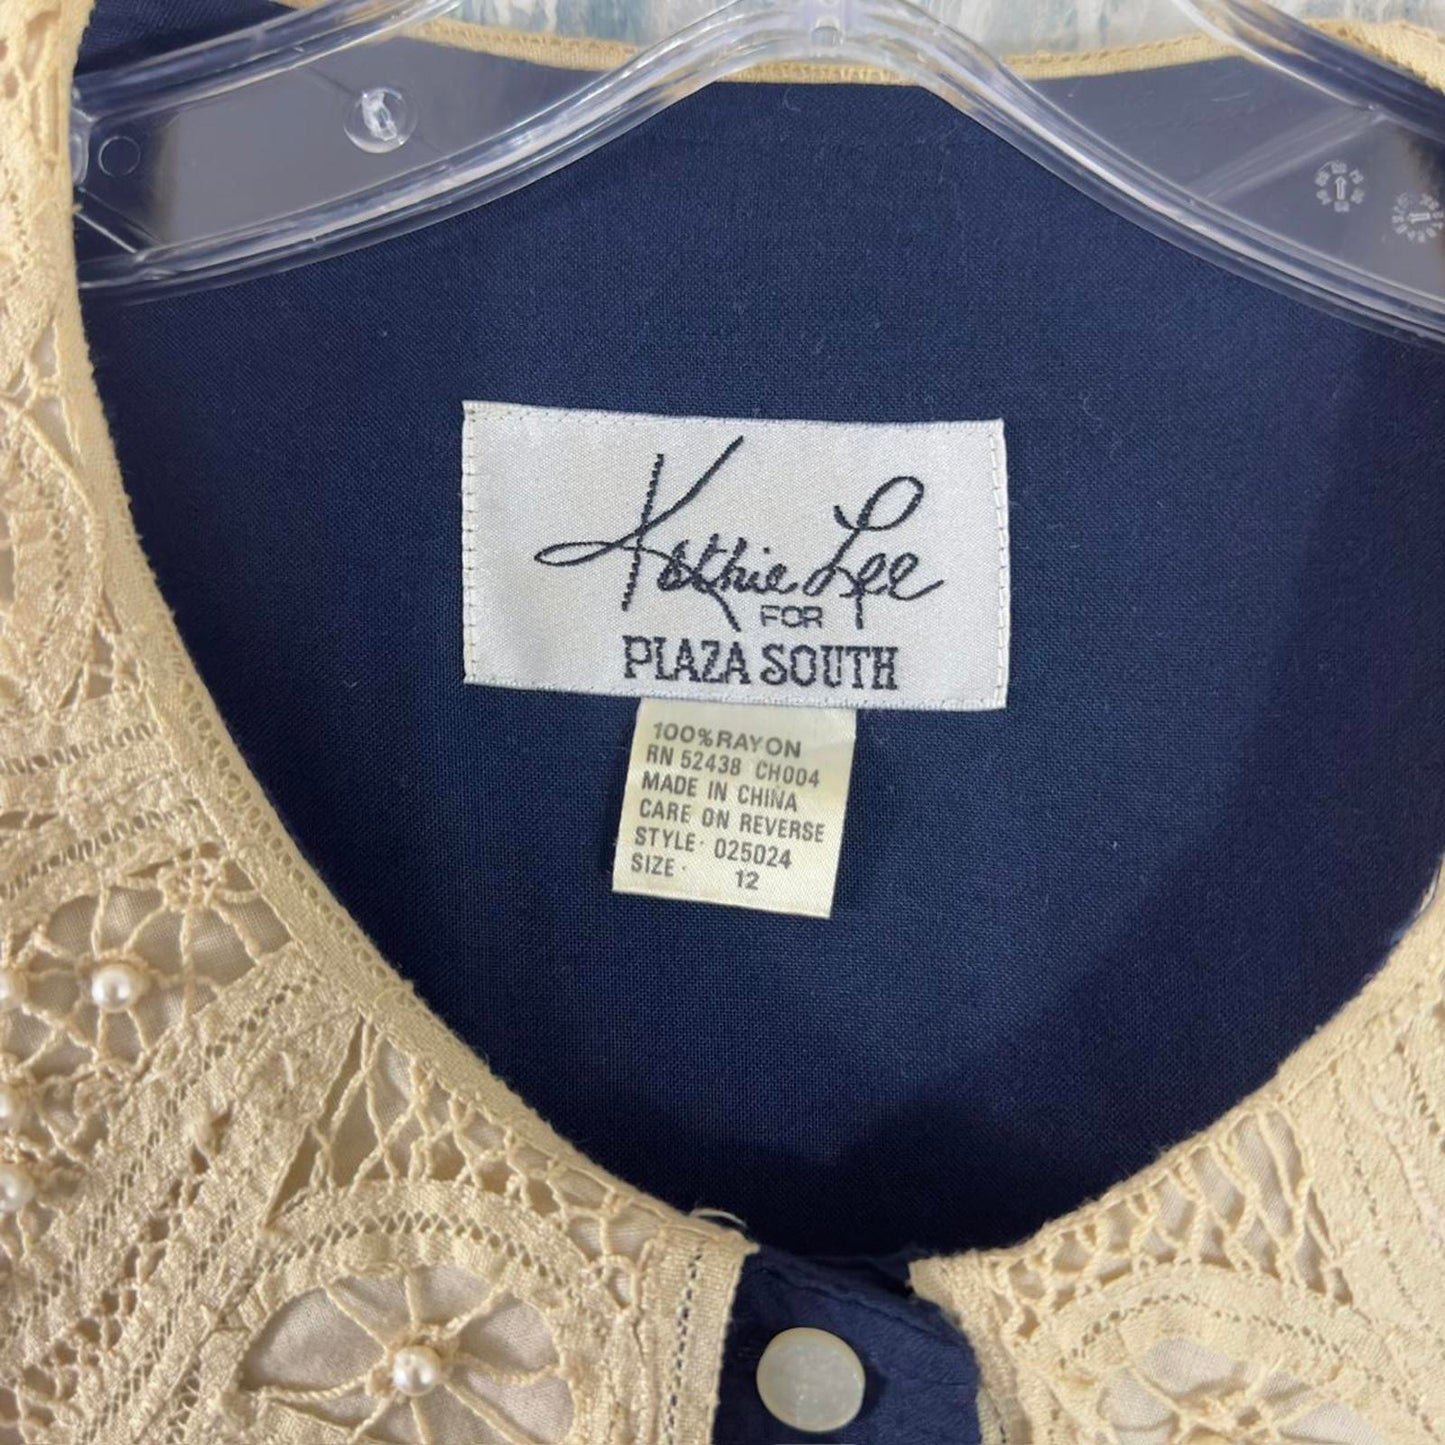 Kathie Lee
FOR
PLAZA SOUTH
100% RAYON
RN 52438 CH004
MADE IN CHINA
CARE ON REVERSE
STYLE· 025024
SIZE· 12